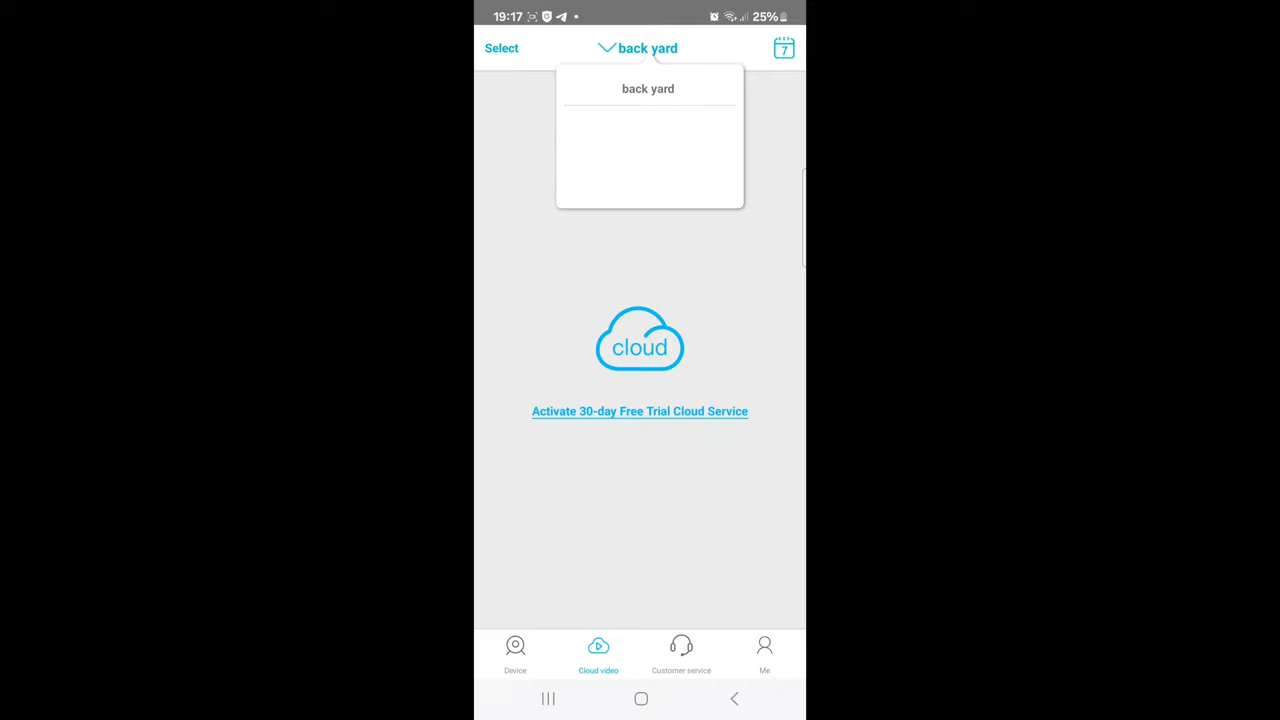 19:17 25%
Select back yard 7
back yard
cloud
Activate 30-day Free Trial Cloud Service
Device Cloud video Customer service Me